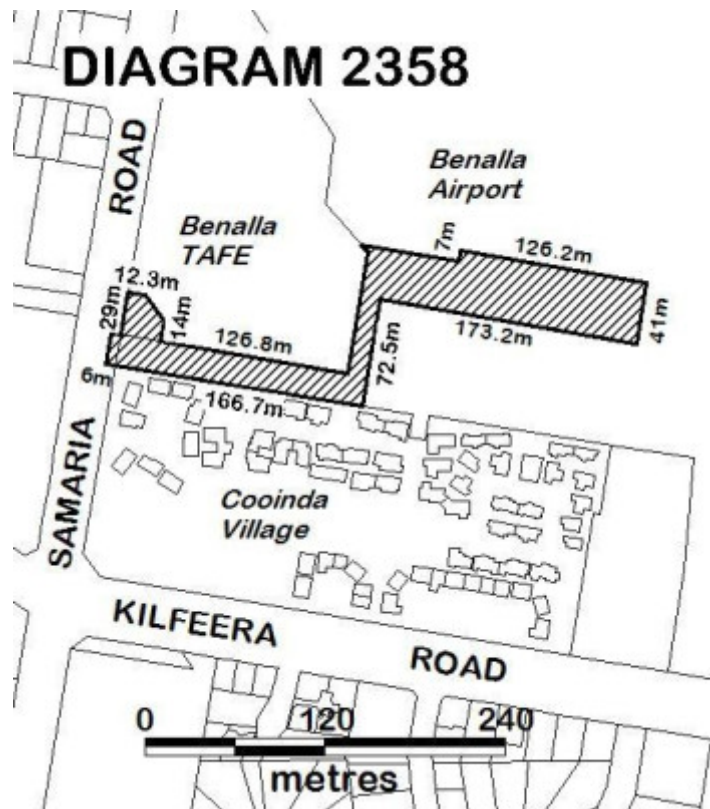 DIAGRAM 2358
ROAD
Benalla
Airport
Benalla
TAFE
7m
126.2m
12.3m
29m
14m
126.8m
173.2m
41m
72.5m
6m
166.7m
SAMARIA
Cooinda
Village
KILFEERA
ROAD
0 120 240
metres